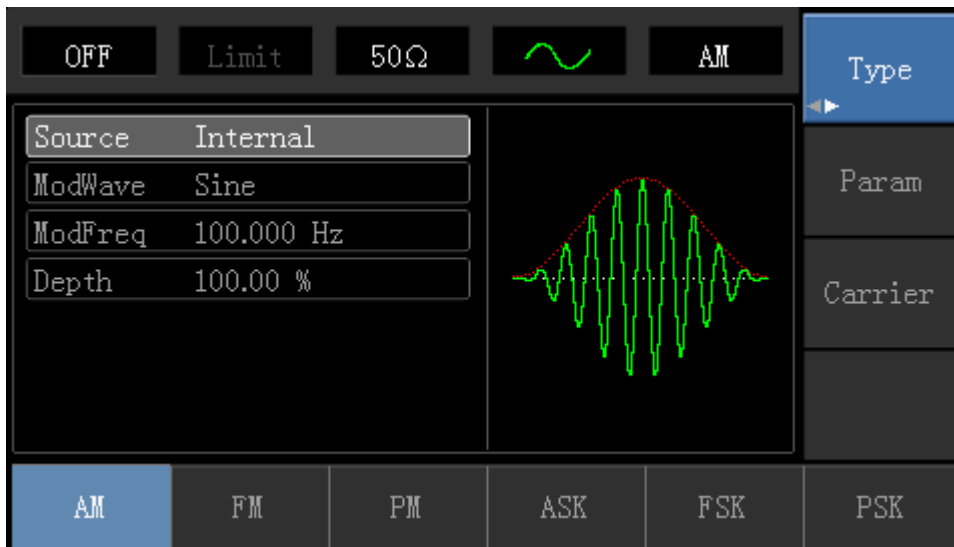 OFF Limit 50Ω AM
Type
Source Internal
ModWave Sine
ModFreq 100.000 Hz
Depth 100.00 %
Param
Carrier
AM FM PM ASK FSK PSK